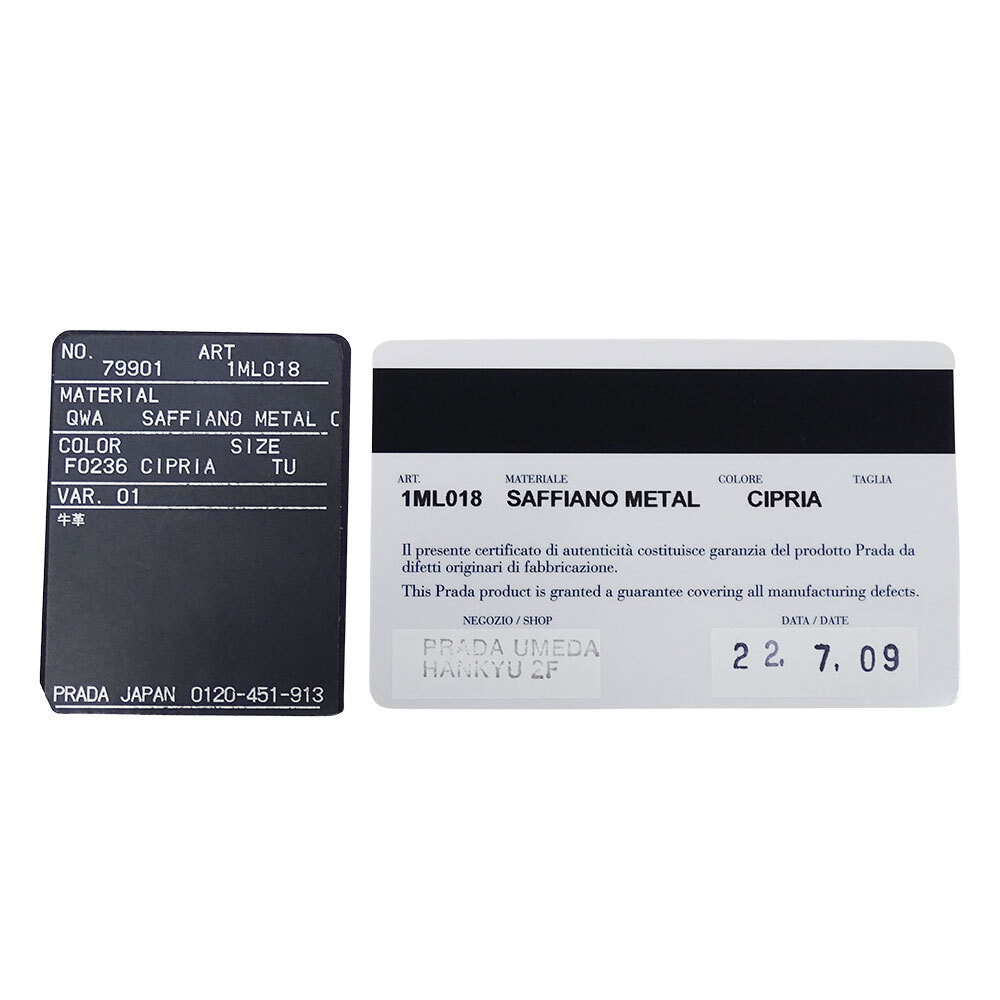 NO. ART
79901 1ML018
MATERIAL
QWA SAFFIANO METAL C
COLOR SIZE
F0236 CIPRIA TU
VAR. 01
牛革
PRADA JAPAN 0120-451-913
ART. MATERIALE COLORE TAGLIA
1ML018 SAFFIANO METAL CIPRIA
Il presente certificato di autenticità costituisce garanzia del prodotto Prada da
difetti originari di fabbricazione.
This Prada product is granted a guarantee covering all manufacturing defects.
NEGOZIO / SHOP DATA / DATE
PRADA UMEDA
HANKYU 2F
22. 7. 09